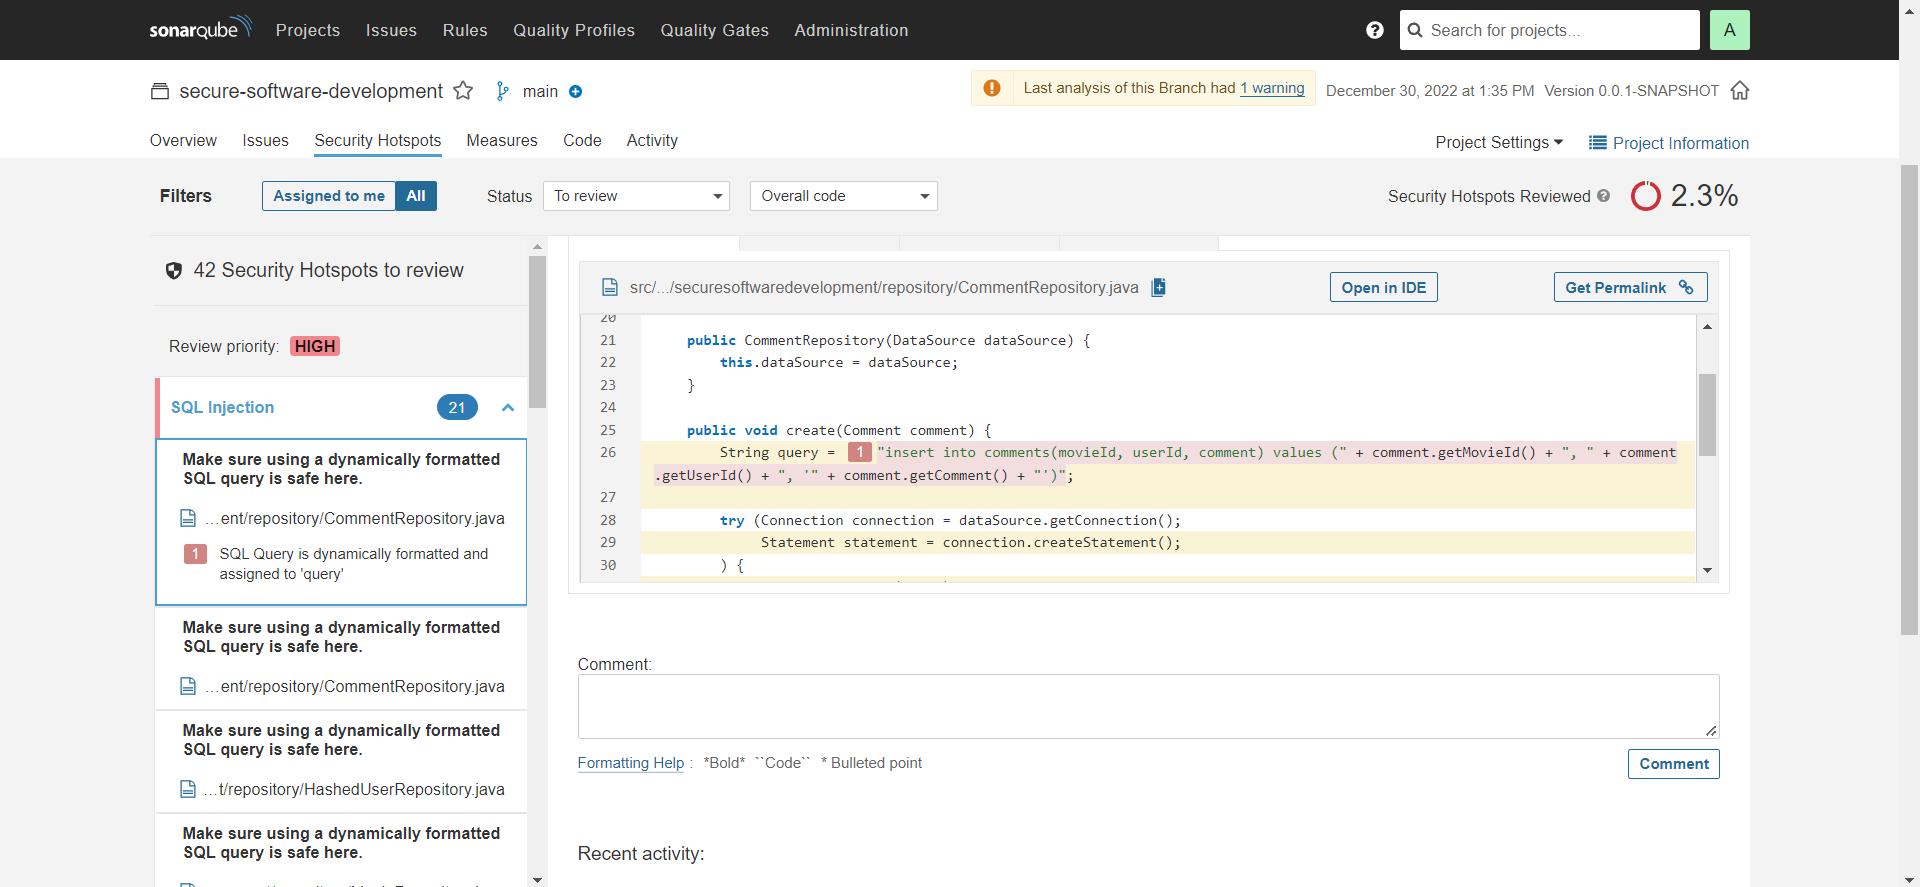 sonarqube Projects Issues Rules Quality Profiles Quality Gates Administration ? Search for projects... A
secure-software-development main Last analysis of this Branch had 1 warning December 30, 2022 at 1:35 PM Version 0.0.1-SNAPSHOT
Overview Issues Security Hotspots Measures Code Activity Project Settings Project Information
Filters Assigned to me All Status To review Overall code Security Hotspots Reviewed ? 2.3%
42 Security Hotspots to review
Review priority: HIGH
SQL Injection 21
Make sure using a dynamically formatted
SQL query is safe here.
...ent/repository/CommentRepository.java
1 SQL Query is dynamically formatted and
assigned to 'query'
Make sure using a dynamically formatted
SQL query is safe here.
...ent/repository/CommentRepository.java
Make sure using a dynamically formatted
SQL query is safe here.
...t/repository/HashedUserRepository.java
Make sure using a dynamically formatted
SQL query is safe here.
src/.../securesoftwaredevelopment/repository/CommentRepository.java Open in IDE Get Permalink
20
21 public CommentRepository(DataSource dataSource) {
22 this.dataSource = dataSource;
23 }
24
25 public void create(Comment comment) {
26 String query = 1 "insert into comments(movieId, userId, comment) values (" + comment.getMovieId() + ", " + comment
.getUserId() + ", '" + comment.getComment() + "')";
27
28 try (Connection connection = dataSource.getConnection();
29 Statement statement = connection.createStatement();
30 ) {
Comment:
Formatting Help : *Bold* ``Code`` * Bulleted point Comment
Recent activity: